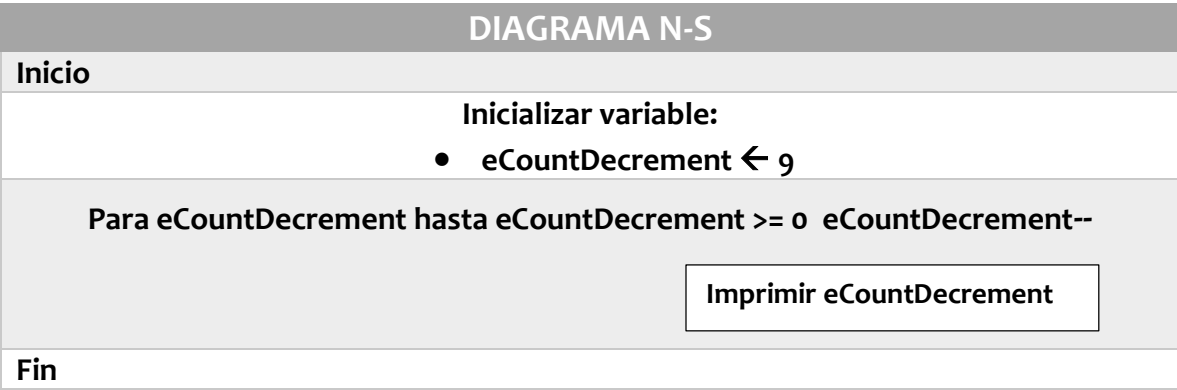 DIAGRAMA N-S
Inicio
Inicializar variable:
• eCountDecrement ← 9
Para eCountDecrement hasta eCountDecrement >= 0 eCountDecrement--
Imprimir eCountDecrement
Fin